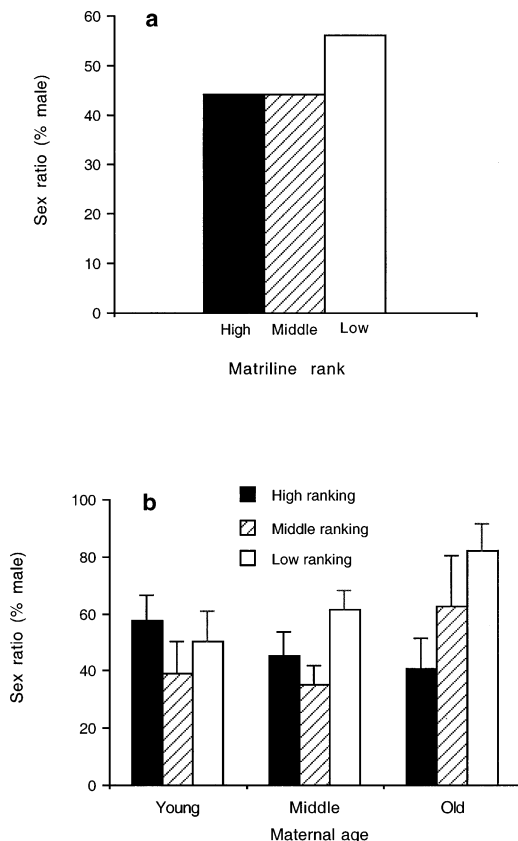 a
Sex ratio (% male)
60
50
40
30
20
10
0
High Middle Low
Matriline rank
b
High ranking
Middle ranking
Low ranking
Sex ratio (% male)
100
80
60
40
20
0
Young Middle Old
Maternal age